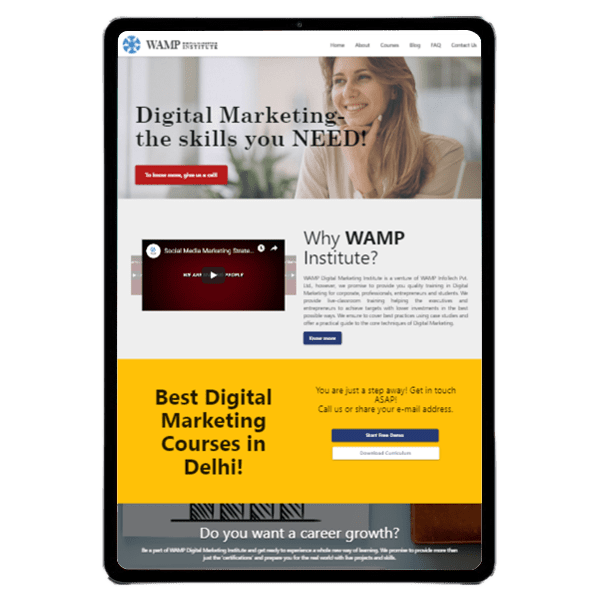 WAMP
INSTITUTE
Home About Courses Blog FAQ Contact Us
Digital Marketing-
the skills you NEED!
To know more, give us a call!
Social Media Marketing Strate...
PEOPLE
Why WAMP
Institute?
WAMP Digital Marketing Institute is a venture of WAMP InfoTech Pvt.
Ltd., however, we promise to provide you quality training in Digital
Marketing for corporate, professionals, entrepreneurs and students. We
provide live-classroom training helping the executives and
entrepreneurs to achieve targets with lower investments in the best
possible ways. We ensure to cover best practices using case studies and
offer a practical guide to the core techniques of Digital Marketing.
Know more
Best Digital
Marketing
Courses in
Delhi!
You are just a step away! Get in touch
ASAP!
Call us or share your e-mail address.
Start Free Demo
Download Curriculum
Do you want a career growth?
Be a part of WAMP Digital Marketing Institute and get ready to experience a whole new way of learning. We promise to provide more than
just the 'certifications' and prepare you for the real world with live projects and skills.